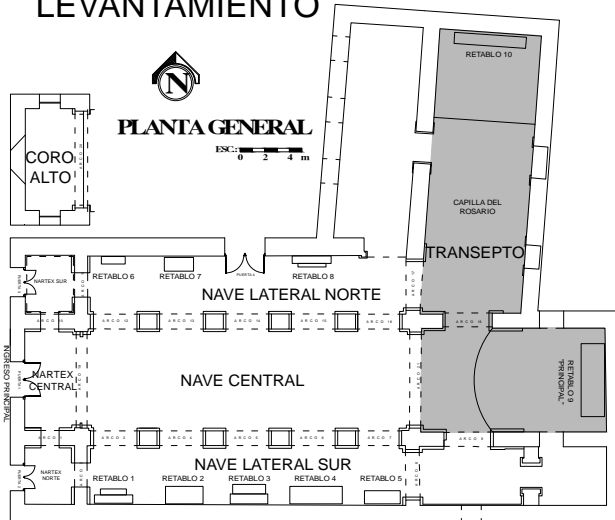 LEVANTAMIENTO
N
PLANTA GENERAL
ESC.:
0 2 4 m
RETABLO 10
CORO
ALTO
CAPILLA DEL
ROSARIO
TRANSEPTO
RETABLO 6
RETABLO 7
RETABLO 8
NARTEX SUR
NAVE LATERAL NORTE
INGRESO PRINCIPAL
NARTEX
CENTRAL
NAVE CENTRAL
RETABLO 9
"PRINCIPAL"
NAVE LATERAL SUR
NARTEX
NORTE
RETABLO 1
RETABLO 2
RETABLO 3
RETABLO 4
RETABLO 5